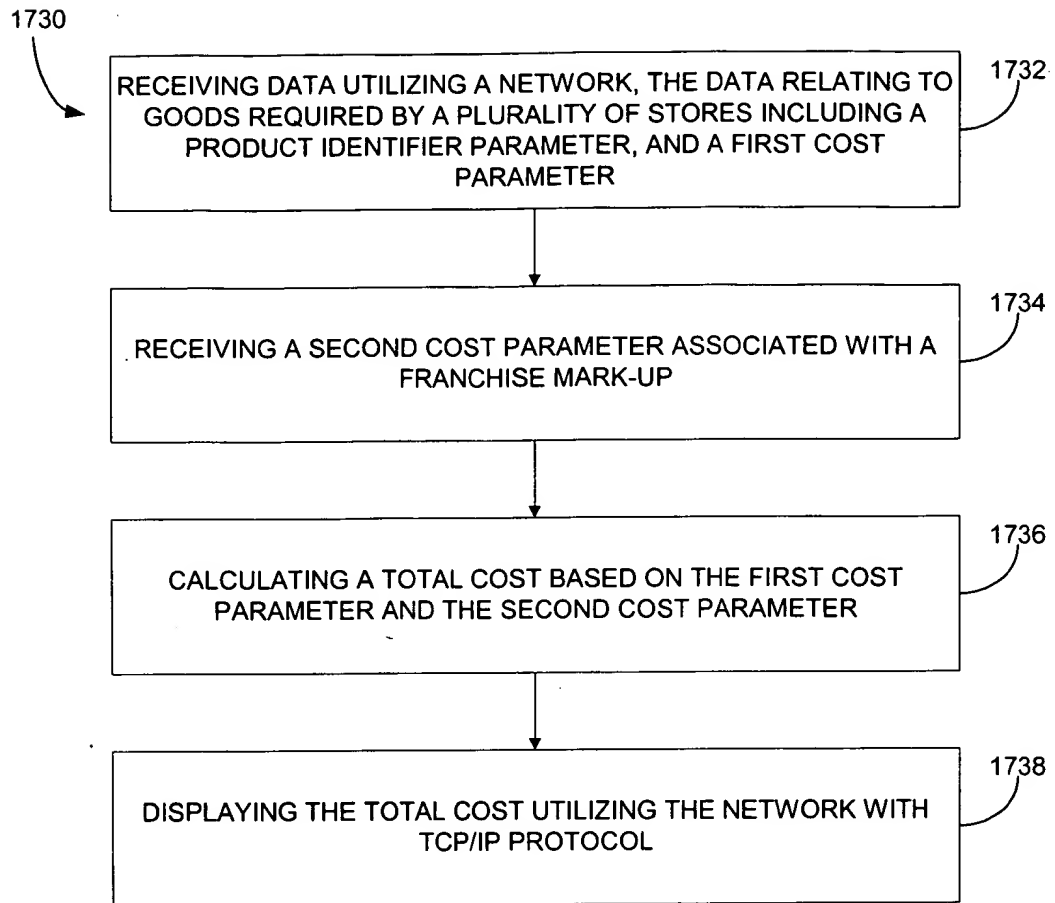 1730
RECEIVING DATA UTILIZING A NETWORK, THE DATA RELATING TO
GOODS REQUIRED BY A PLURALITY OF STORES INCLUDING A
PRODUCT IDENTIFIER PARAMETER, AND A FIRST COST
PARAMETER
1732
RECEIVING A SECOND COST PARAMETER ASSOCIATED WITH A
FRANCHISE MARK-UP
1734
CALCULATING A TOTAL COST BASED ON THE FIRST COST
PARAMETER AND THE SECOND COST PARAMETER
1736
DISPLAYING THE TOTAL COST UTILIZING THE NETWORK WITH
TCP/IP PROTOCOL
1738